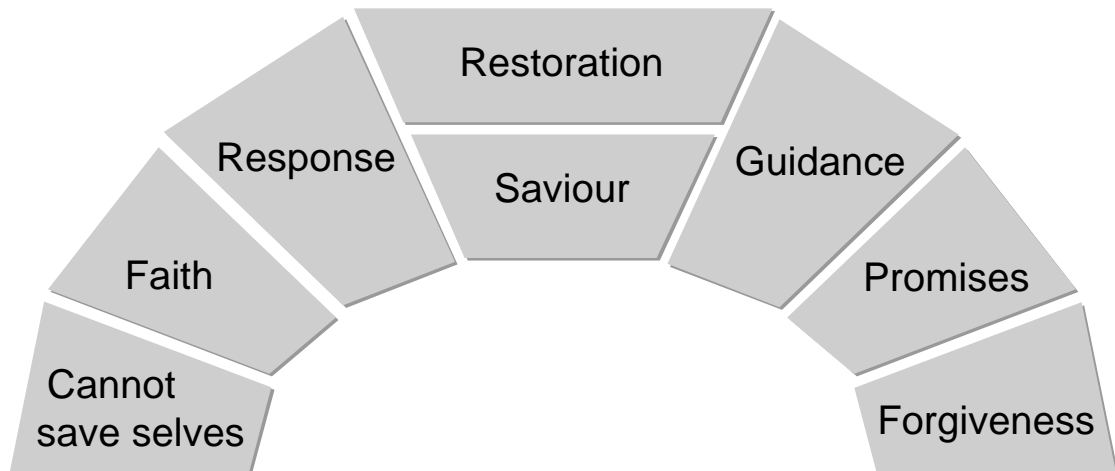 Restoration
Response
Saviour
Guidance
Faith
Promises
Cannot
save selves
Forgiveness